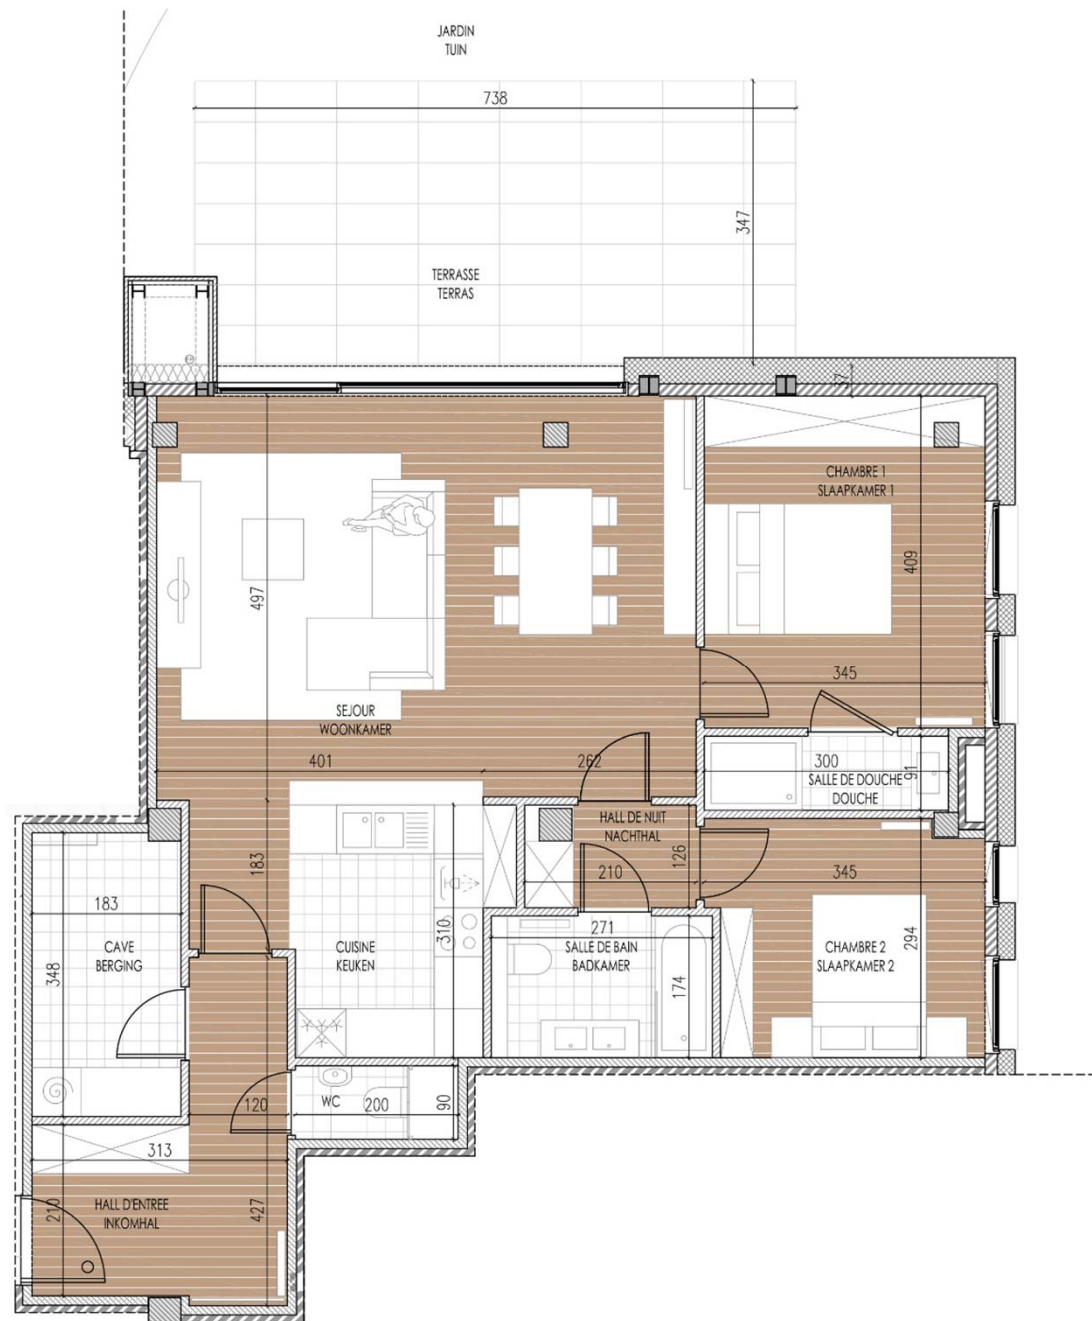 JARDIN
TUIN
738
347
TERRASSE
TERRAS
37
CHAMBRE 1
SLAAPKAMER 1
409
497
345
SEJOUR
WOONKAMER
401
262
300
91
SALLE DE DOUCHE
DOUCHE
HALL DE NUIT
NACHTHAL
126
210
345
183
183
310
271
294
CAVE
BERGING
CUISINE
KEUKEN
SALLE DE BAIN
BADKAMER
CHAMBRE 2
SLAAPKAMER 2
348
174
120
WC
200
90
313
210
HALL D'ENTREE
INKOMHAL
427